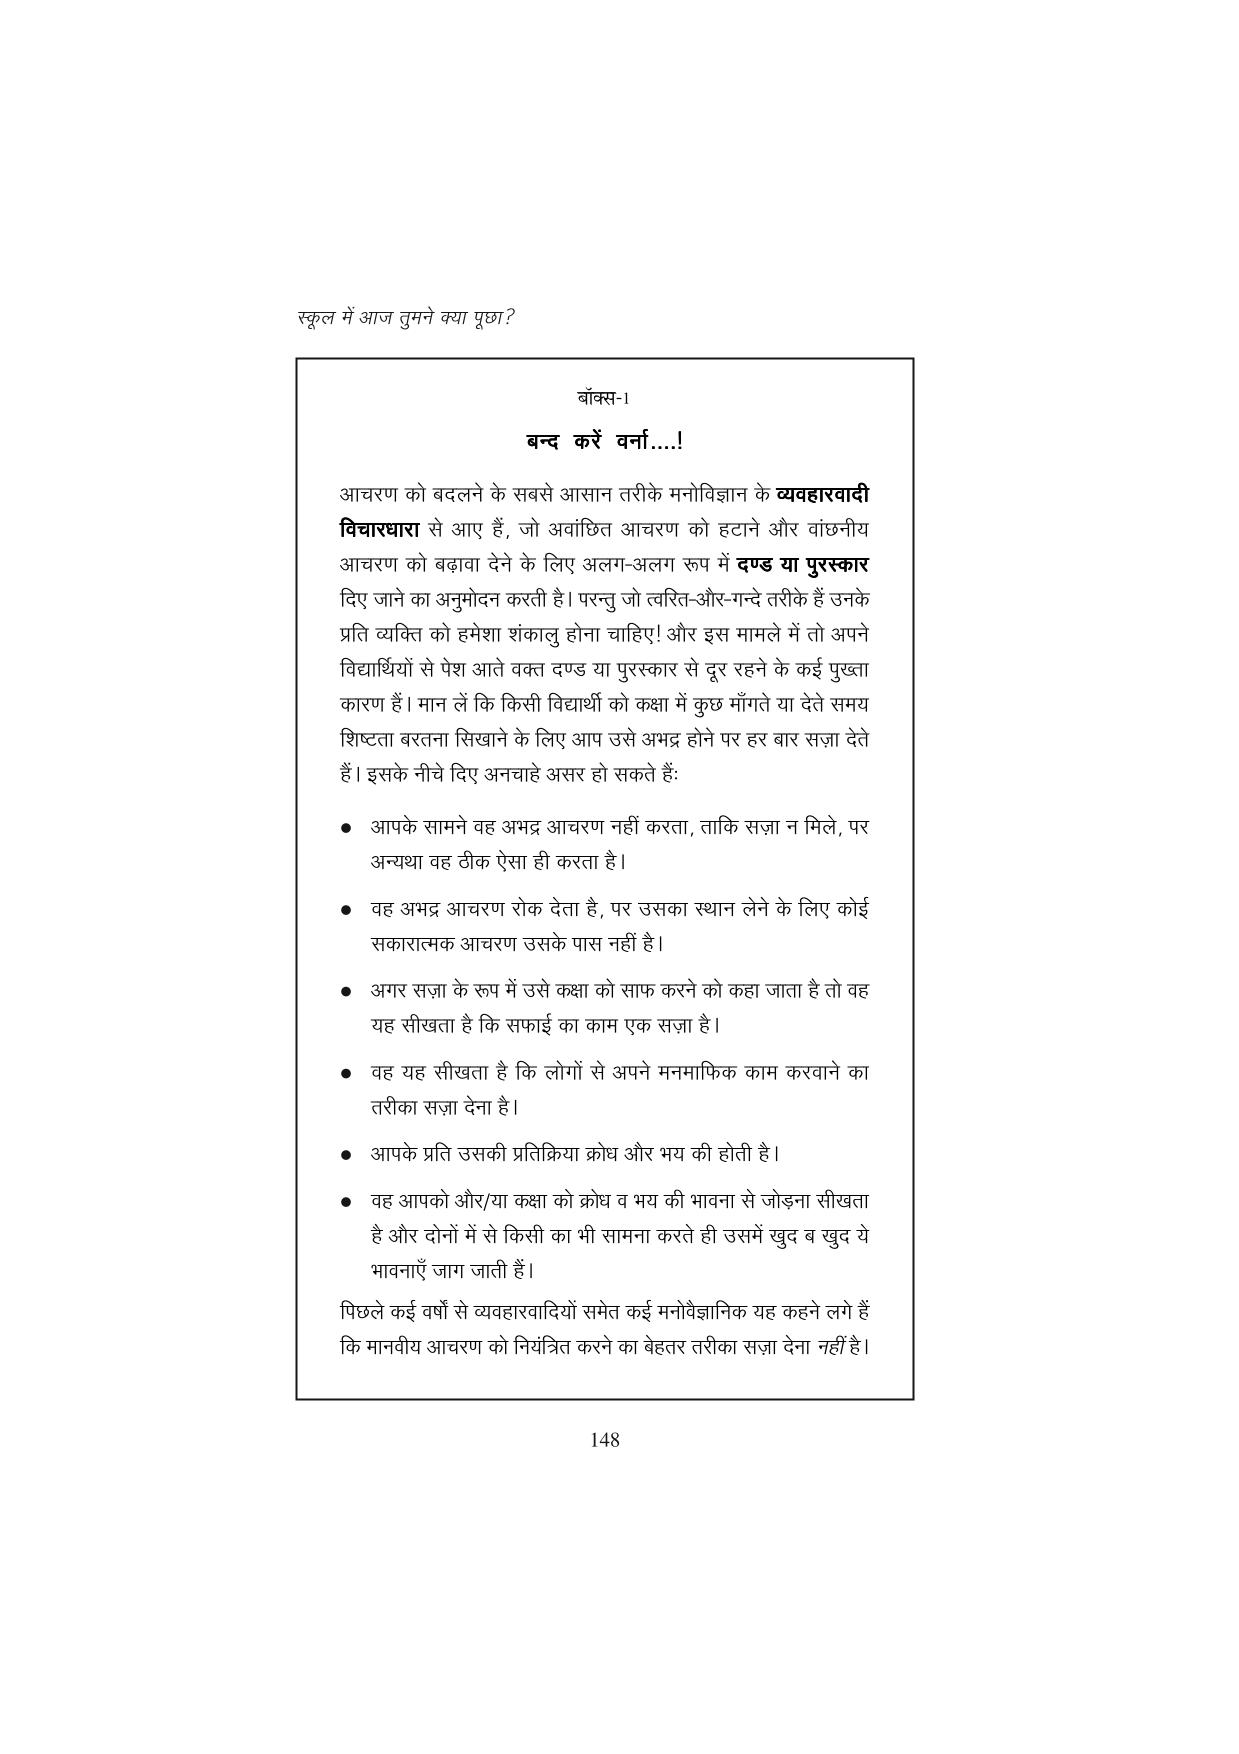 स्कूल में आज तुमने क्या पूछा?
बॉक्स-1
बन्द करें वर्ना....!
आचरण को बदलने के सबसे आसान तरीके मनोविज्ञान के व्यवहारवादी
विचारधारा से आए हैं, जो अवांछित आचरण को हटाने और वांछनीय
आचरण को बढ़ावा देने के लिए अलग-अलग रूप में दण्ड या पुरस्कार
दिए जाने का अनुमोदन करती है। परन्तु जो त्वरित-और-गन्दे तरीके हैं उनके
प्रति व्यक्ति को हमेशा शंकालु होना चाहिए! और इस मामले में तो अपने
विद्यार्थियों से पेश आते वक्त दण्ड या पुरस्कार से दूर रहने के कई पुख्ता
कारण हैं। मान लें कि किसी विद्यार्थी को कक्षा में कुछ माँगते या देते समय
शिष्टता बरतना सिखाने के लिए आप उसे अभद्र होने पर हर बार सज़ा देते
हैं। इसके नीचे दिए अनचाहे असर हो सकते हैंः
● आपके सामने वह अभद्र आचरण नहीं करता, ताकि सज़ा न मिले, पर
अन्यथा वह ठीक ऐसा ही करता है।
● वह अभद्र आचरण रोक देता है, पर उसका स्थान लेने के लिए कोई
सकारात्मक आचरण उसके पास नहीं है।
● अगर सज़ा के रूप में उसे कक्षा को साफ करने को कहा जाता है तो वह
यह सीखता है कि सफाई का काम एक सज़ा है।
● वह यह सीखता है कि लोगों से अपने मनमाफिक काम करवाने का
तरीका सज़ा देना है।
● आपके प्रति उसकी प्रतिक्रिया क्रोध और भय की होती है।
● वह आपको और/या कक्षा को क्रोध व भय की भावना से जोड़ना सीखता
है और दोनों में से किसी का भी सामना करते ही उसमें खुद ब खुद ये
भावनाएँ जाग जाती हैं।
पिछले कई वर्षों से व्यवहारवादियों समेत कई मनोवैज्ञानिक यह कहने लगे हैं
कि मानवीय आचरण को नियंत्रित करने का बेहतर तरीका सज़ा देना नहीं है।
148